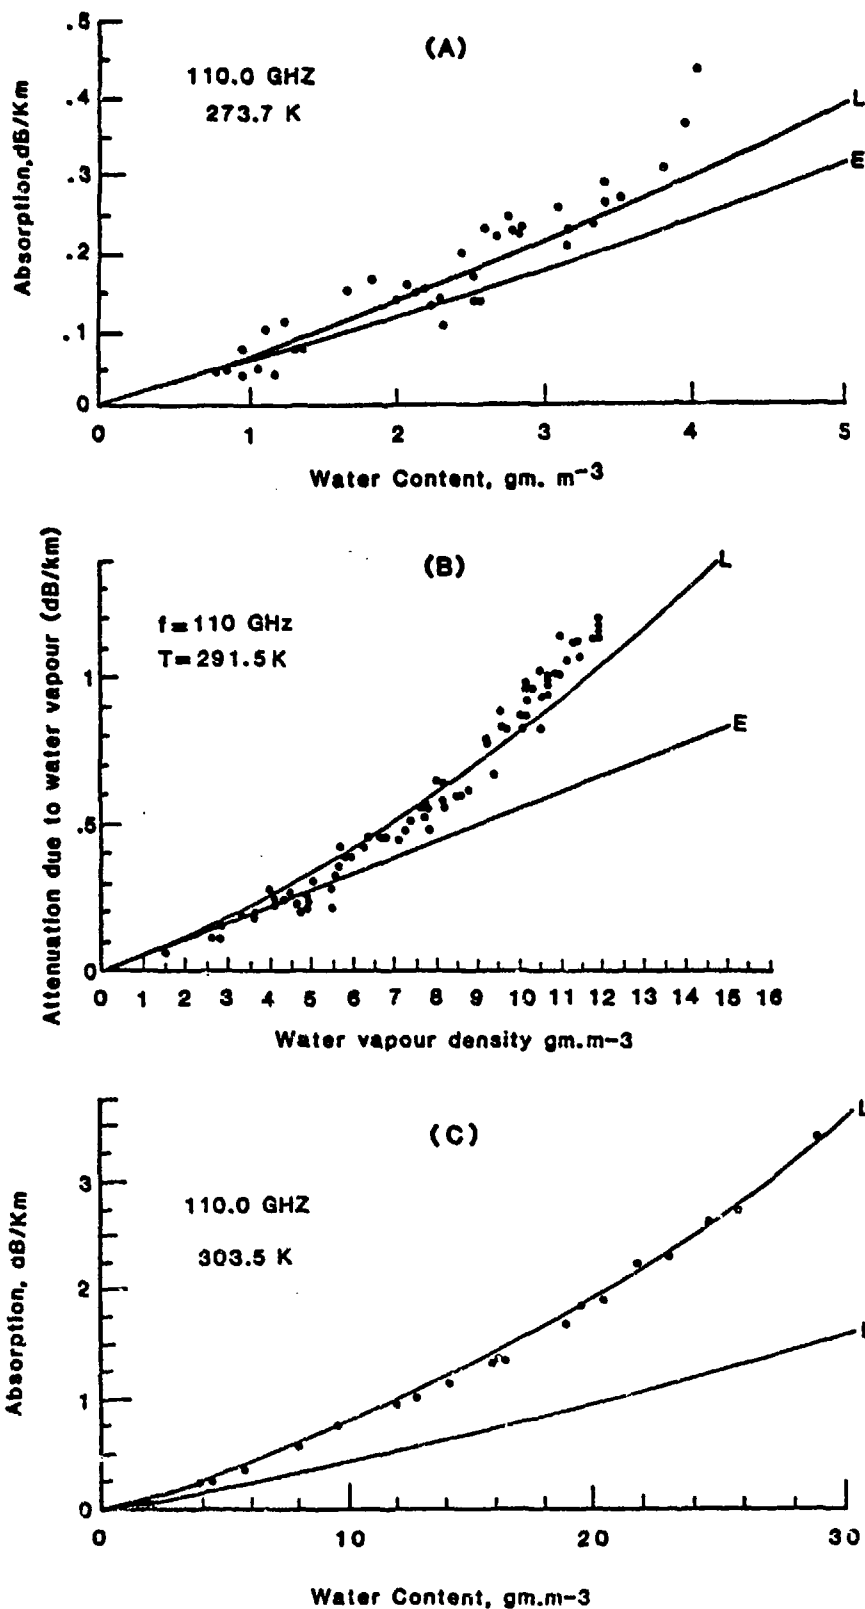 (A)
110.0 GHZ
273.7 K
Absorption, dB/Km
.5
.4
.3
.2
.1
0
L
E
0 1 2 3 4 5
Water Content, gm. m-3
(B)
f=110 GHz
T=291.5K
Attenuation due to water vapour (dB/km)
1
.5
0
L
E
0 1 2 3 4 5 6 7 8 9 10 11 12 13 14 15 16
Water vapour density gm.m-3
(C)
110.0 GHZ
303.5 K
Absorption, dB/Km
3
2
1
0
L
0 10 20 30
Water Content, gm.m-3